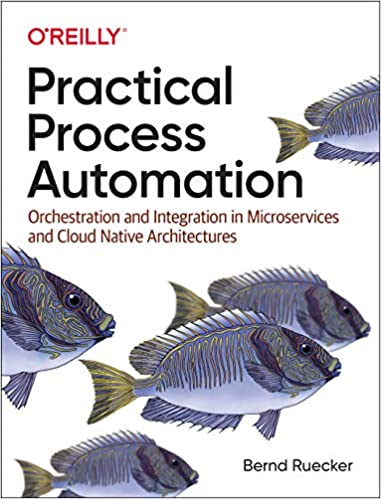 O'REILLY®
Practical
Process
Automation
Orchestration and Integration in Microservices
and Cloud Native Architectures
Bernd Ruecker